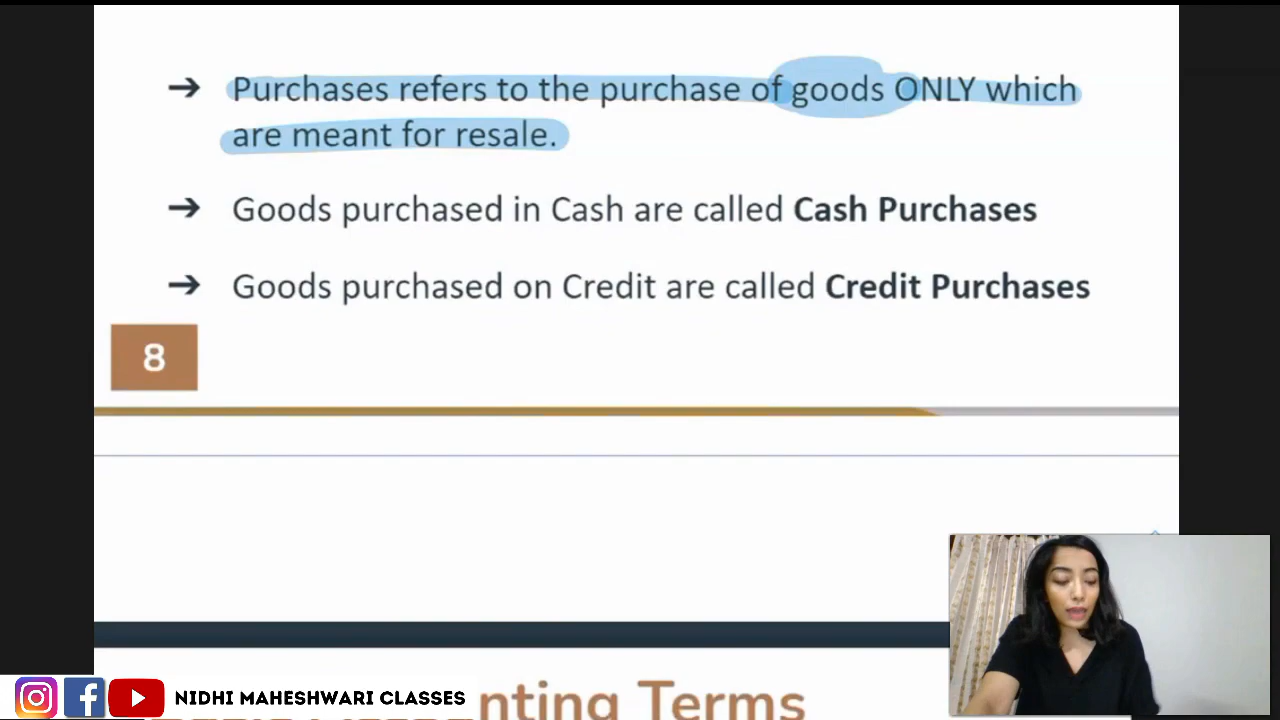 ➔ Purchases refers to the purchase of goods ONLY which
are meant for resale.
➔ Goods purchased in Cash are called Cash Purchases
➔ Goods purchased on Credit are called Credit Purchases
8
nting Terms
NIDHI MAHESHWARI CLASSES